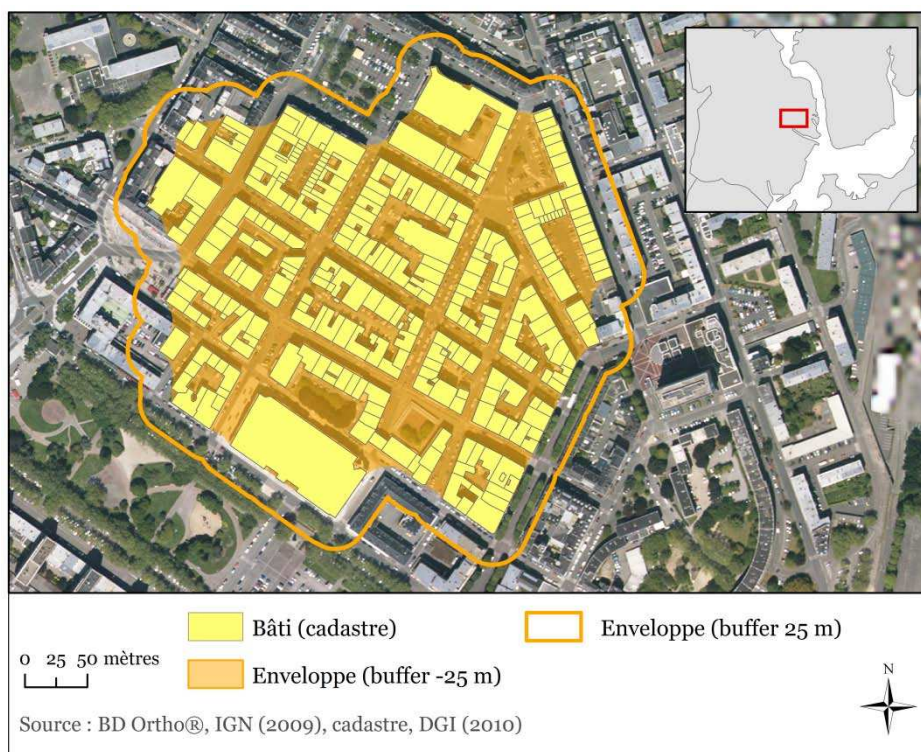 Bâti (cadastre)
Enveloppe (buffer 25 m)
0 25 50 mètres
Enveloppe (buffer -25 m)
N
Source : BD Ortho®, IGN (2009), cadastre, DGI (2010)